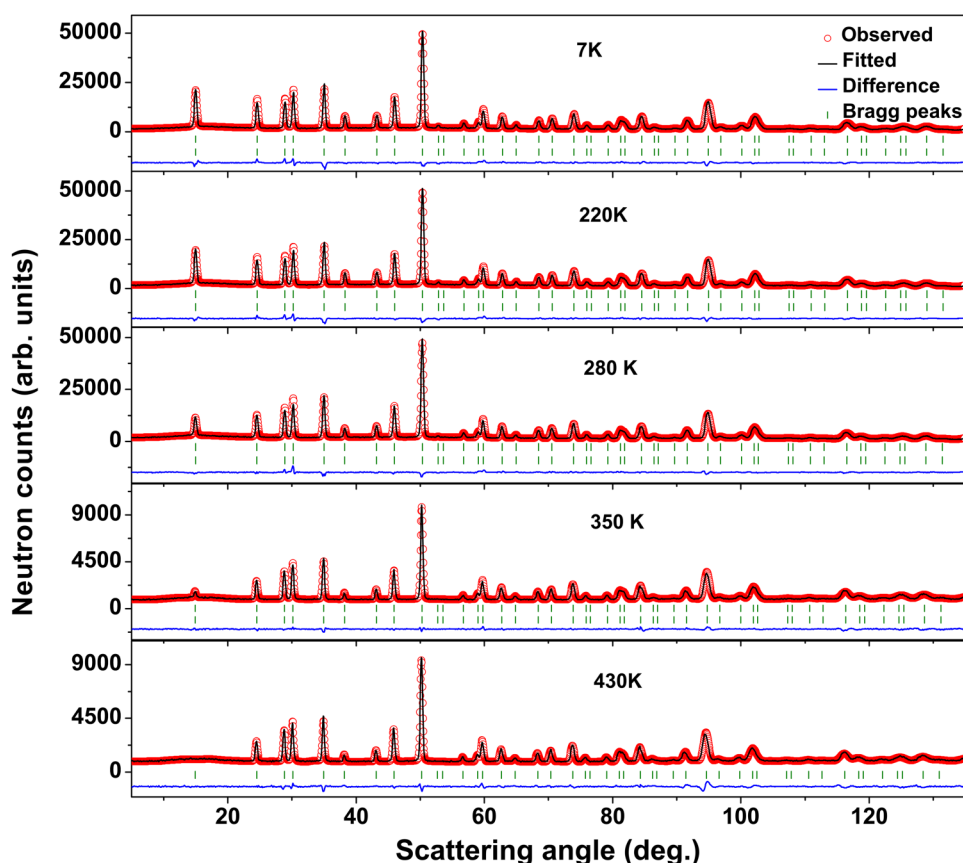 Neutron counts (arb. units)
50000
25000
0
7K
Observed
Fitted
Difference
Bragg peaks
50000
25000
0
220K
50000
25000
0
280 K
9000
4500
0
350 K
9000
4500
0
430K
20 40 60 80 100 120
Scattering angle (deg.)